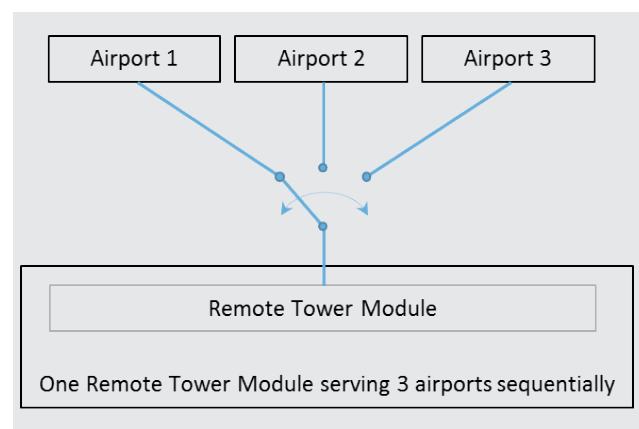 Airport 1
Airport 2
Airport 3
Remote Tower Module
One Remote Tower Module serving 3 airports sequentially